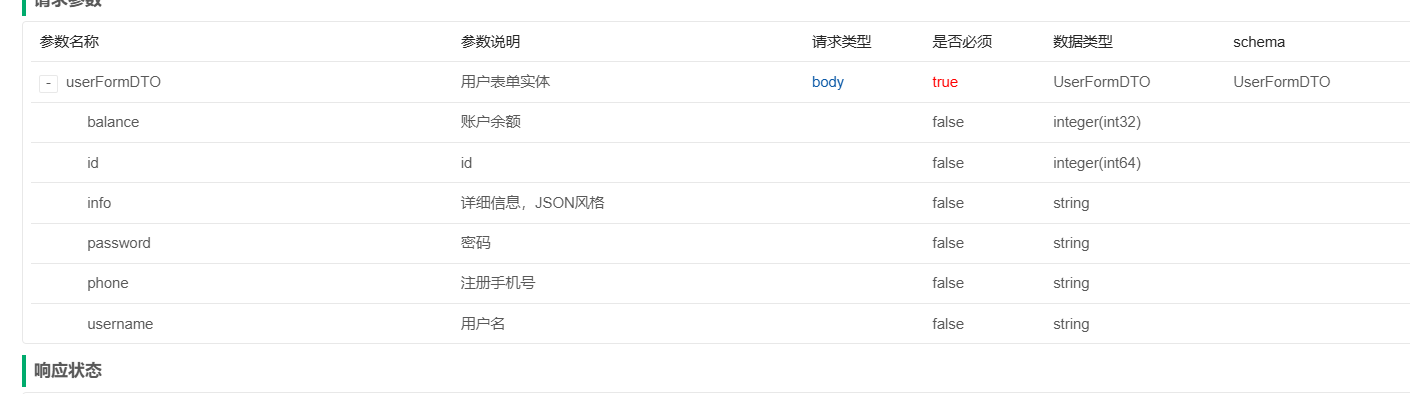 请求参数
参数名称 参数说明 请求类型 是否必须 数据类型 schema
- userFormDTO 用户表单实体 body true UserFormDTO UserFormDTO
balance 账户余额 false integer(int32)
id id false integer(int64)
info 详细信息，JSON风格 false string
password 密码 false string
phone 注册手机号 false string
username 用户名 false string
响应状态